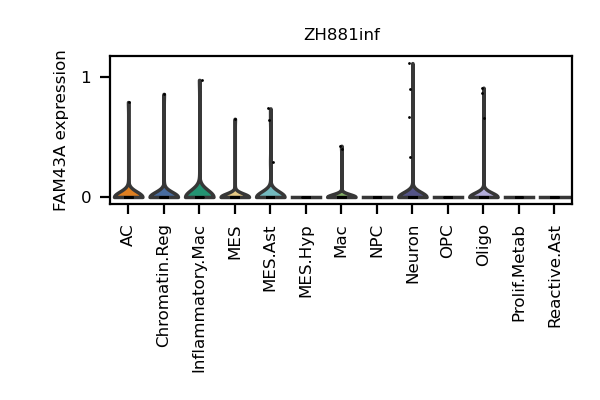 ZH881inf
FAM43A expression
1
0
AC
Chromatin.Reg
Inflammatory.Mac
MES
MES.Ast
MES.Hyp
Mac
NPC
Neuron
OPC
Oligo
Prolif.Metab
Reactive.Ast